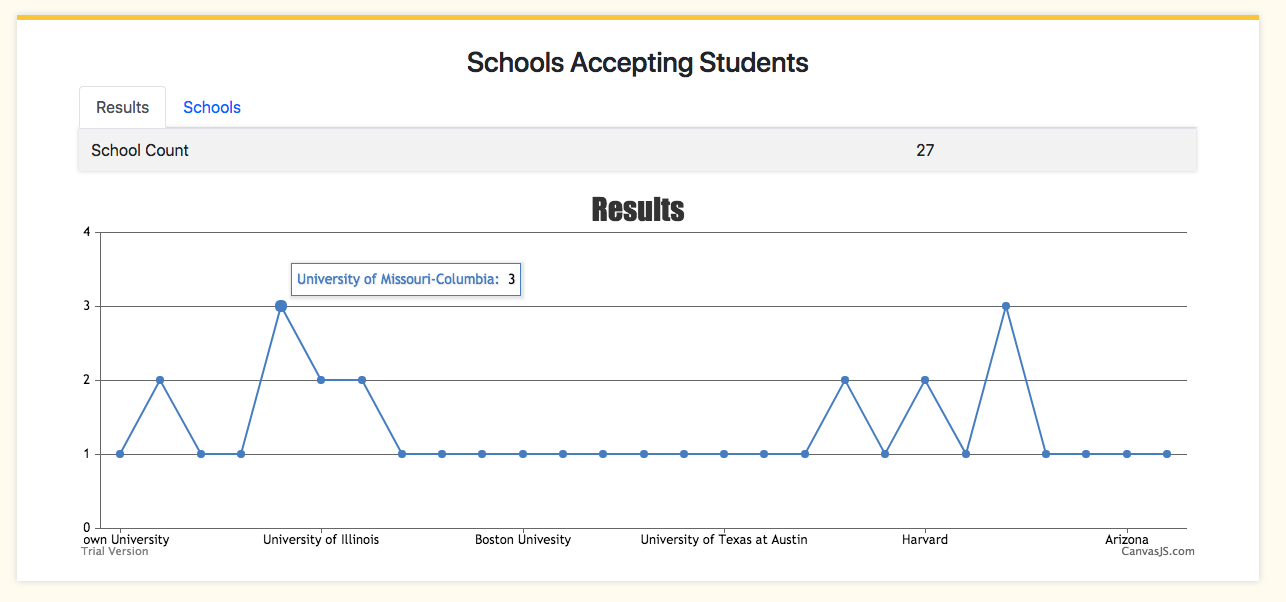 Schools Accepting Students
Results Schools
School Count 27
Results
4
University of Missouri-Columbia: 3
3
2
1
0
own University University of Illinois Boston Univesity University of Texas at Austin Harvard Arizona
Trial Version CanvasJS.com